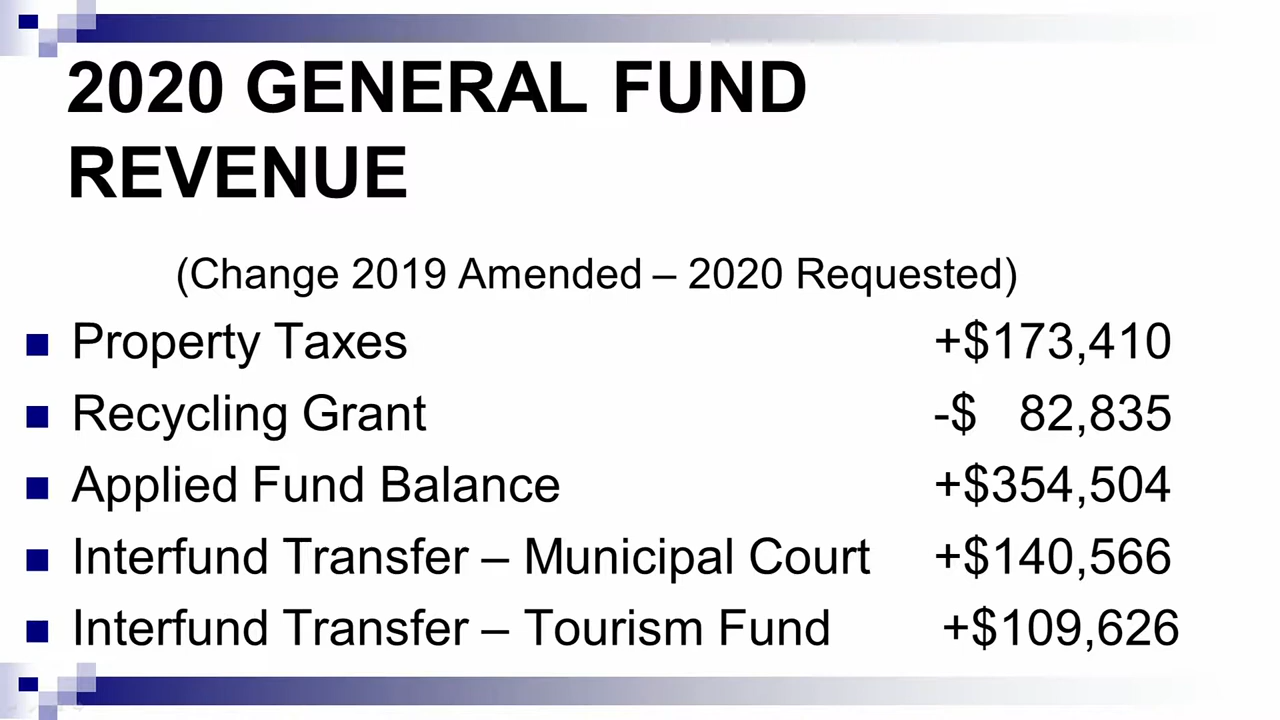 2020 GENERAL FUND
REVENUE
(Change 2019 Amended – 2020 Requested)
Property Taxes +$173,410
Recycling Grant -$ 82,835
Applied Fund Balance +$354,504
Interfund Transfer – Municipal Court +$140,566
Interfund Transfer – Tourism Fund +$109,626